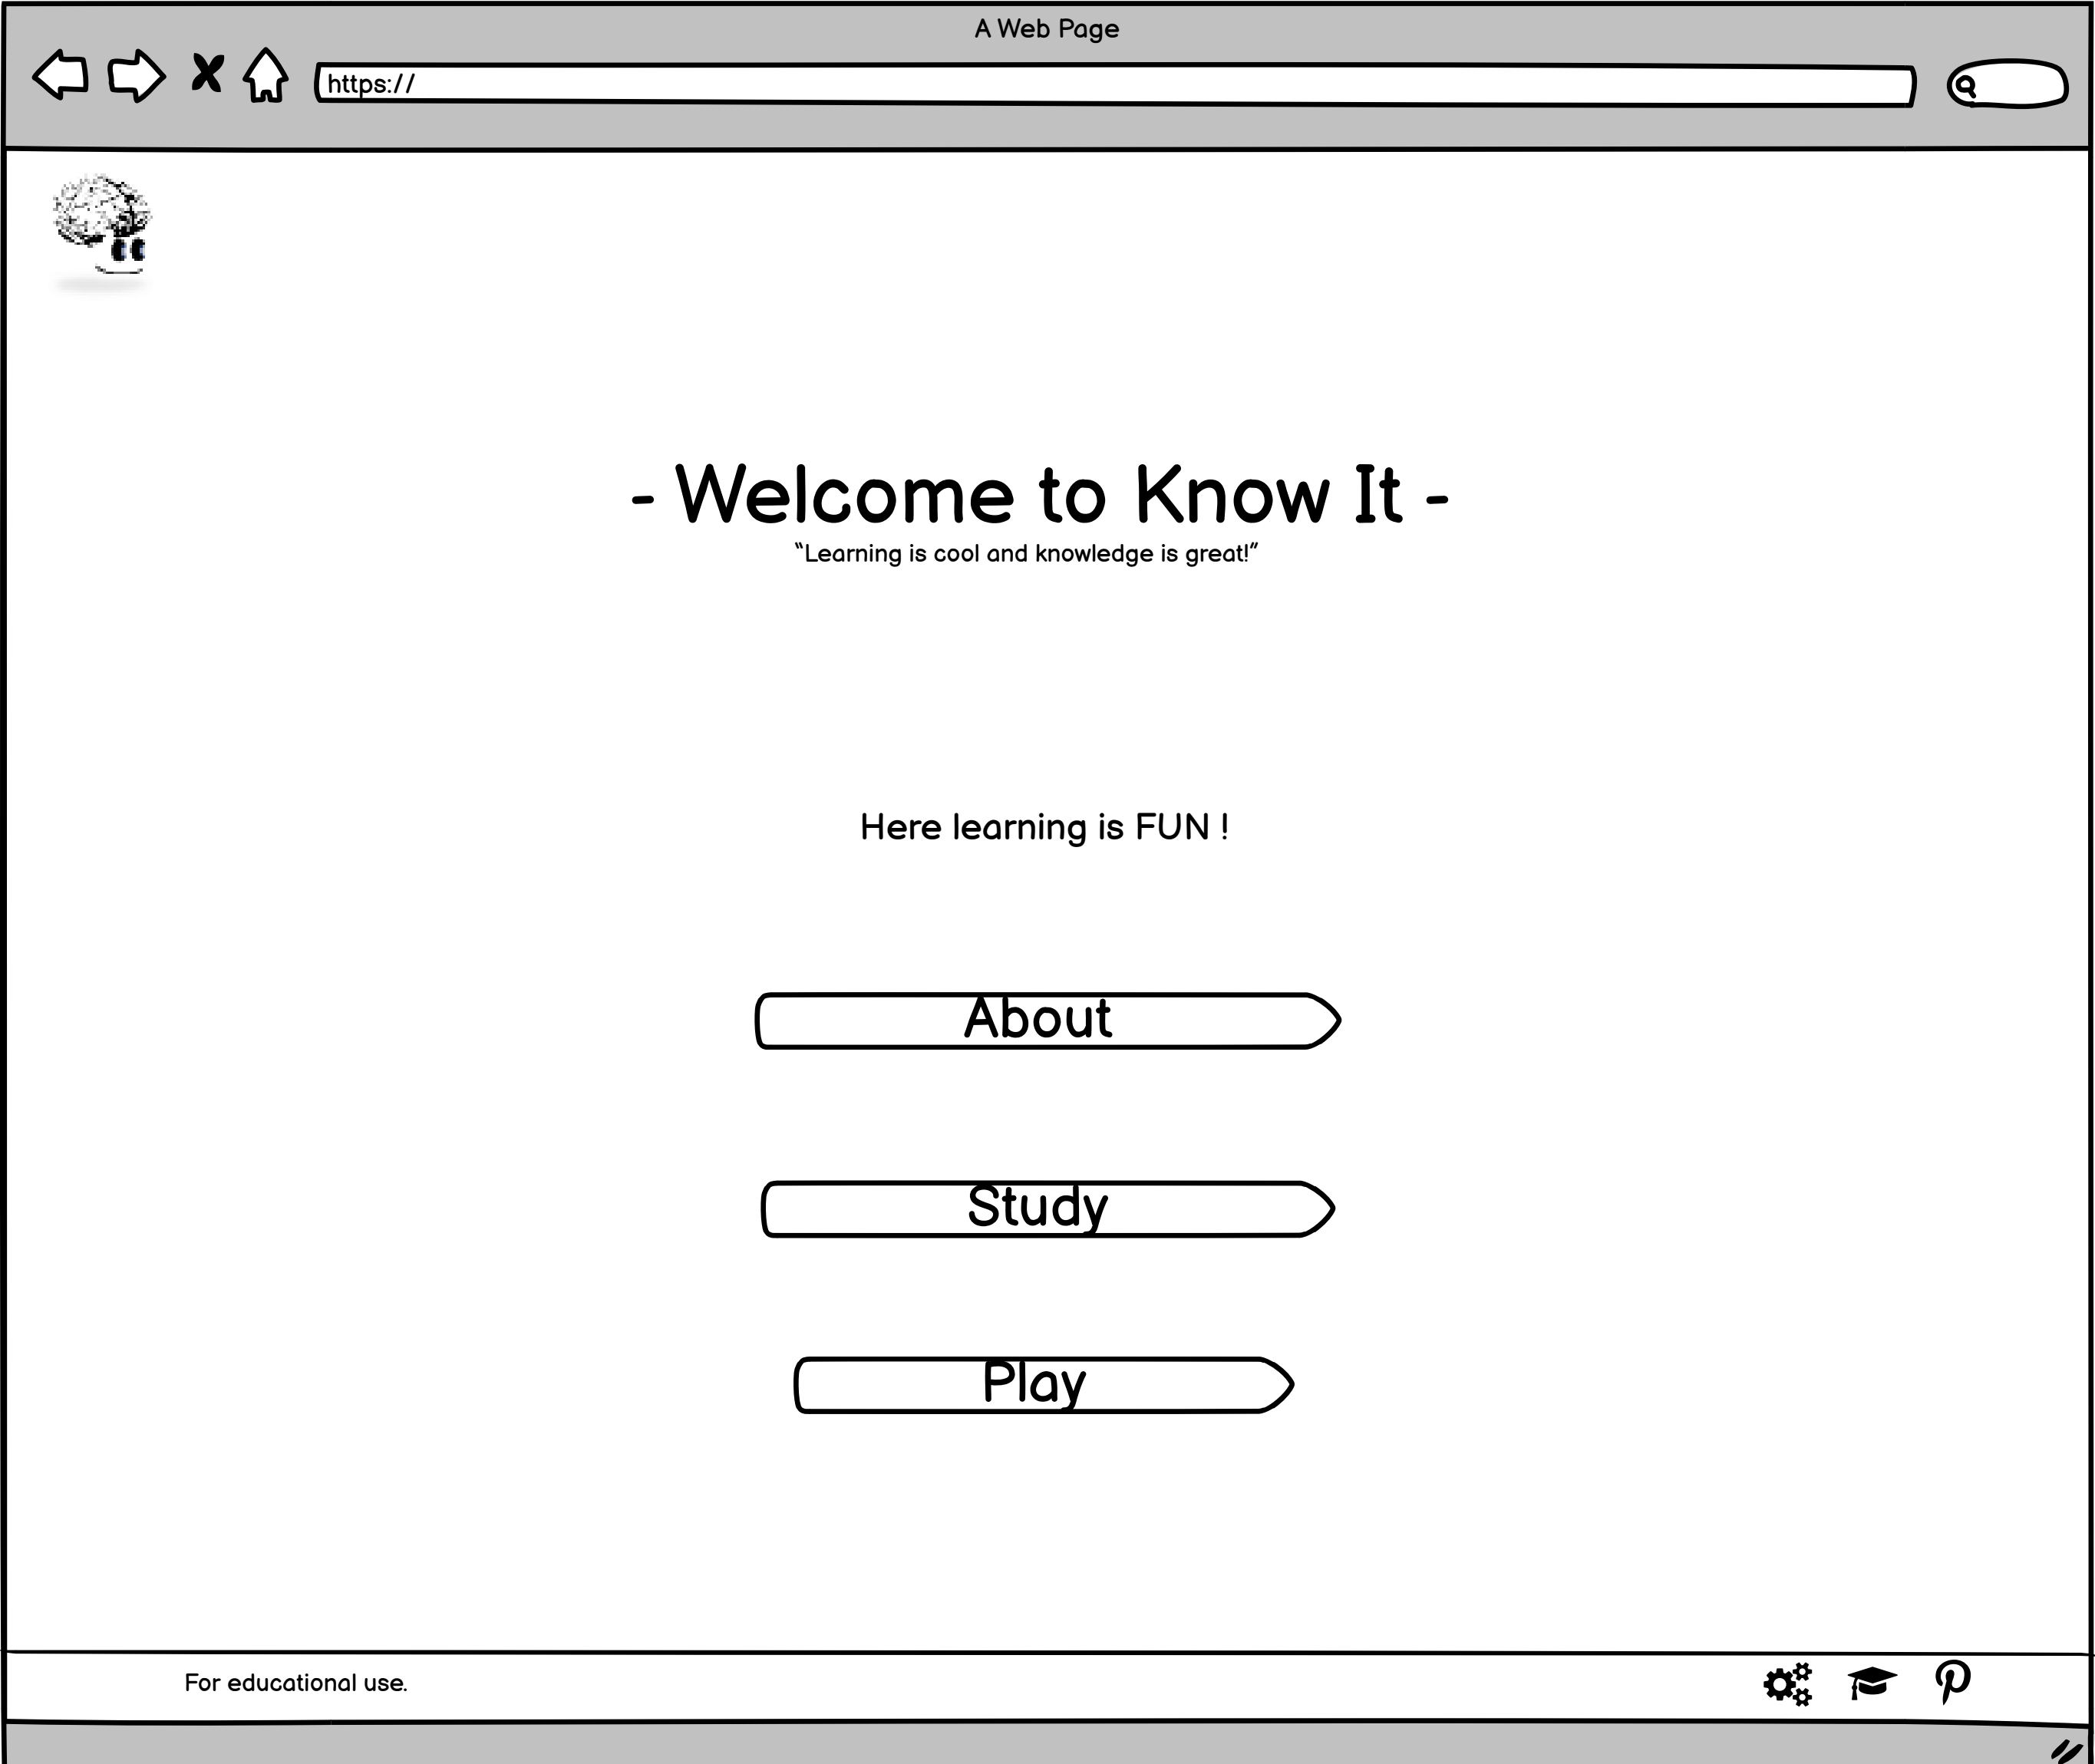 A Web Page
https://
- Welcome to Know It -
"Learning is cool and knowledge is great!"
Here learning is FUN !
About
Study
Play
For educational use.